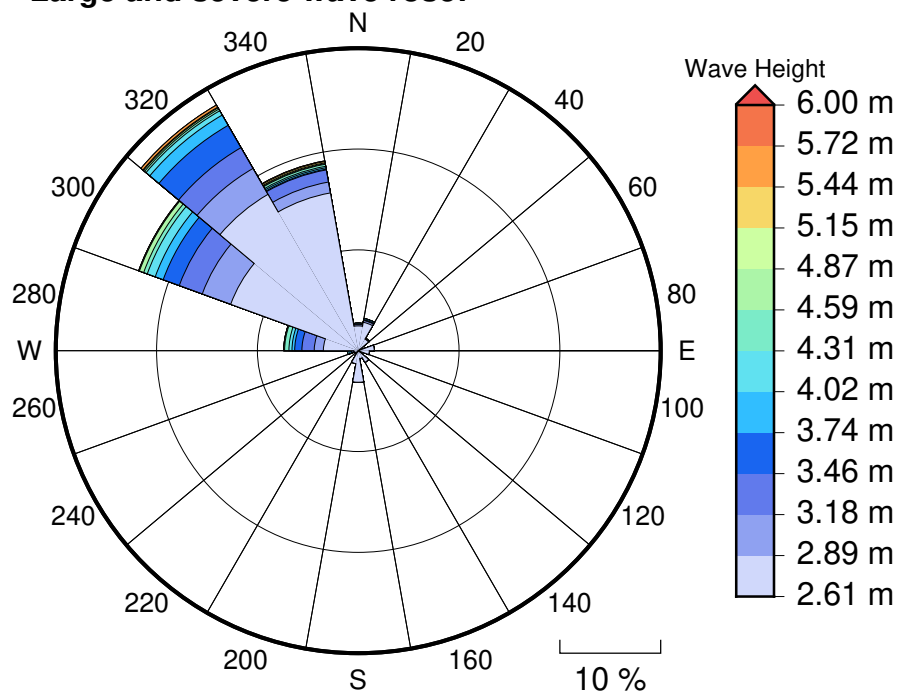 Large and severe wave rose.
N
340
20
Wave Height
320
40
6.00 m
5.72 m
5.44 m
300
60
5.15 m
4.87 m
280
80
4.59 m
4.31 m
W
E
4.02 m
260
100
3.74 m
3.46 m
240
120
3.18 m
2.89 m
220
140
2.61 m
200
160
S
10 %